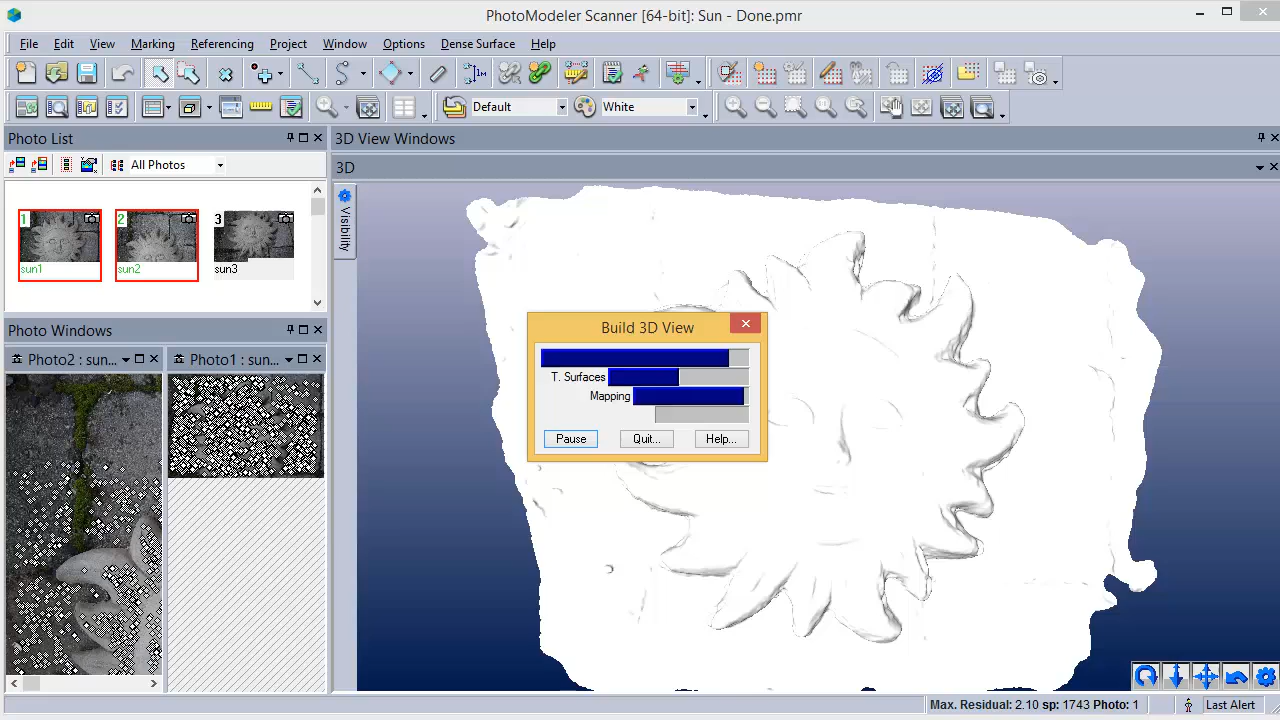 PhotoModeler Scanner [64-bit]: Sun - Done.pmr
File Edit View Marking Referencing Project Window Options Dense Surface Help
Default White
Photo List
3D View Windows
All Photos
3D
1 2 3
sun1 sun2 sun3
Visibility
Build 3D View
T. Surfaces
Mapping
Pause Quit... Help...
Photo Windows
Photo2 : sun... Photo1 : sun...
Max. Residual: 2.10 sp: 1743 Photo: 1
Last Alert